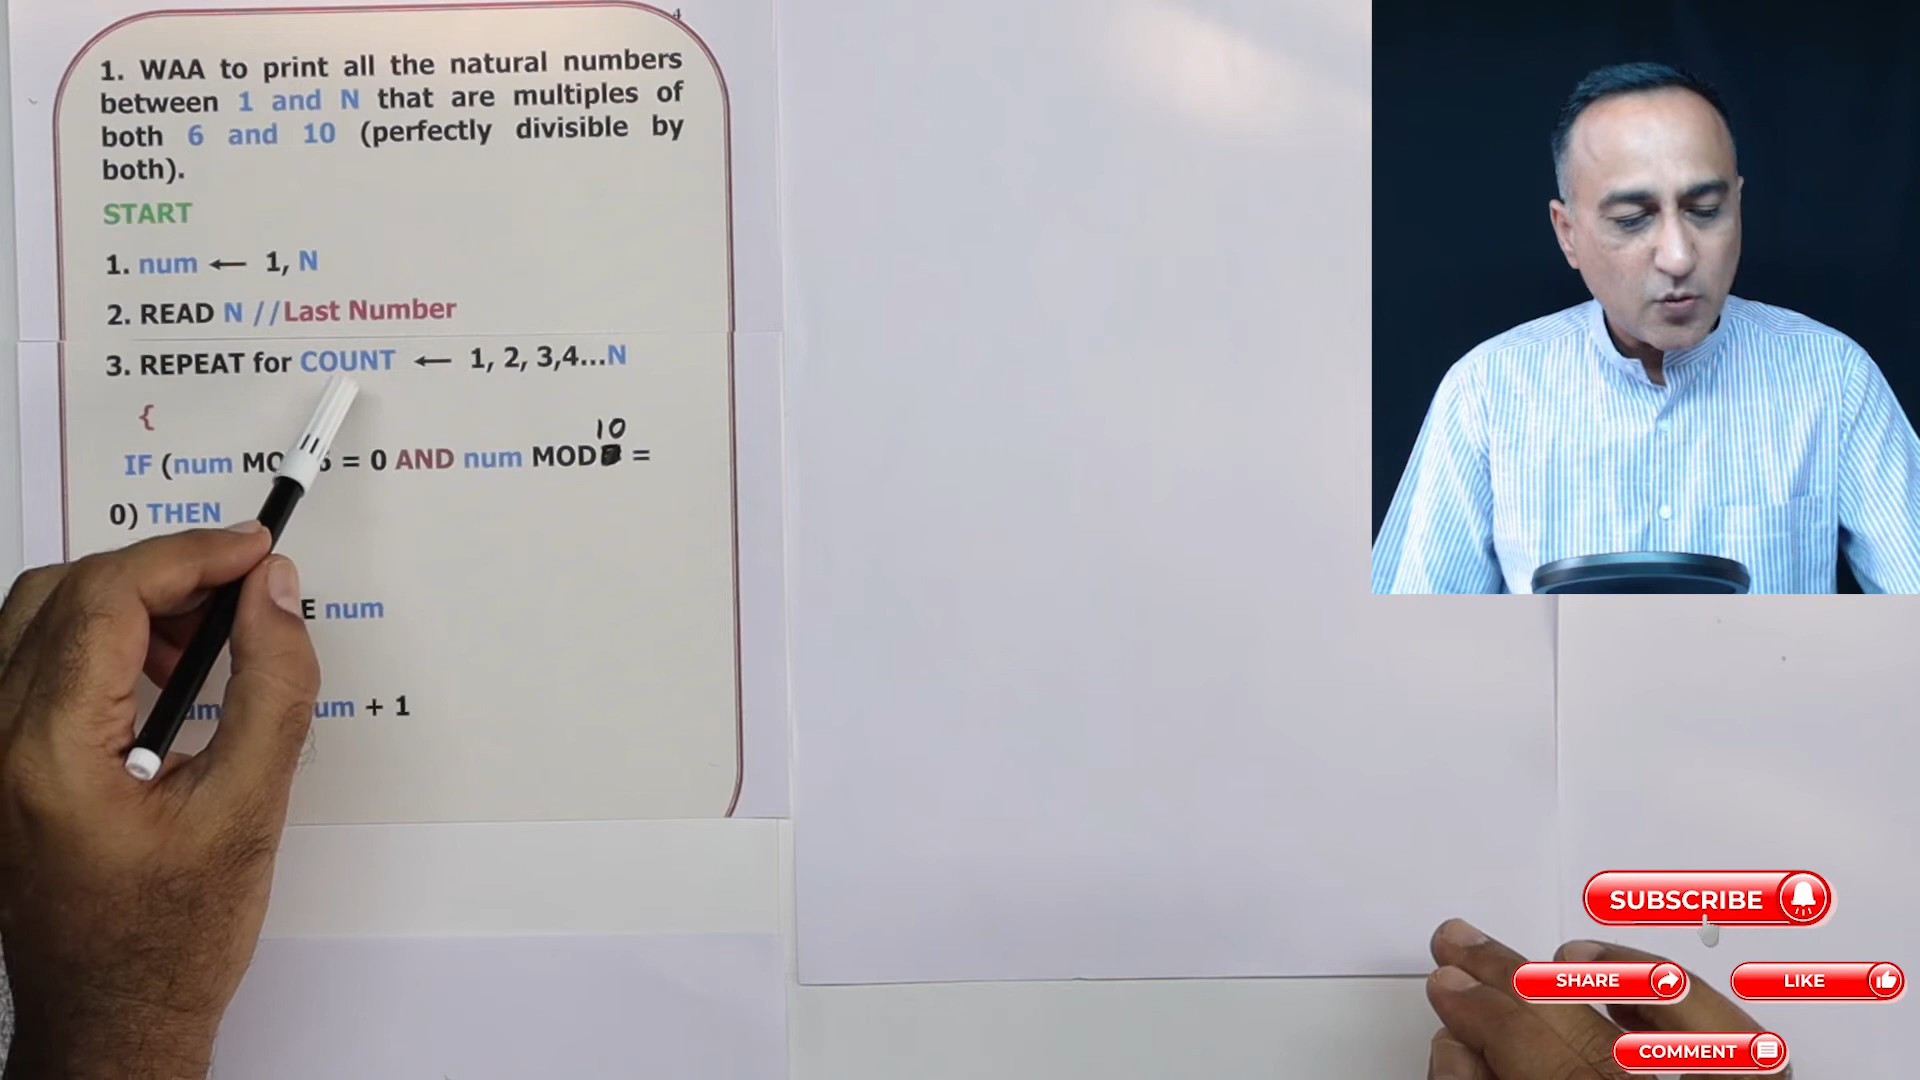 4
1. WAA to print all the natural numbers
between 1 and N that are multiples of
both 6 and 10 (perfectly divisible by
both).
START
1. num ← 1, N
2. READ N //Last Number
3. REPEAT for COUNT ← 1, 2, 3,4...N
{
10
IF (num = 0 AND num MOD =
0) THEN
num
+ 1
SUBSCRIBE
SHARE
LIKE
COMMENT